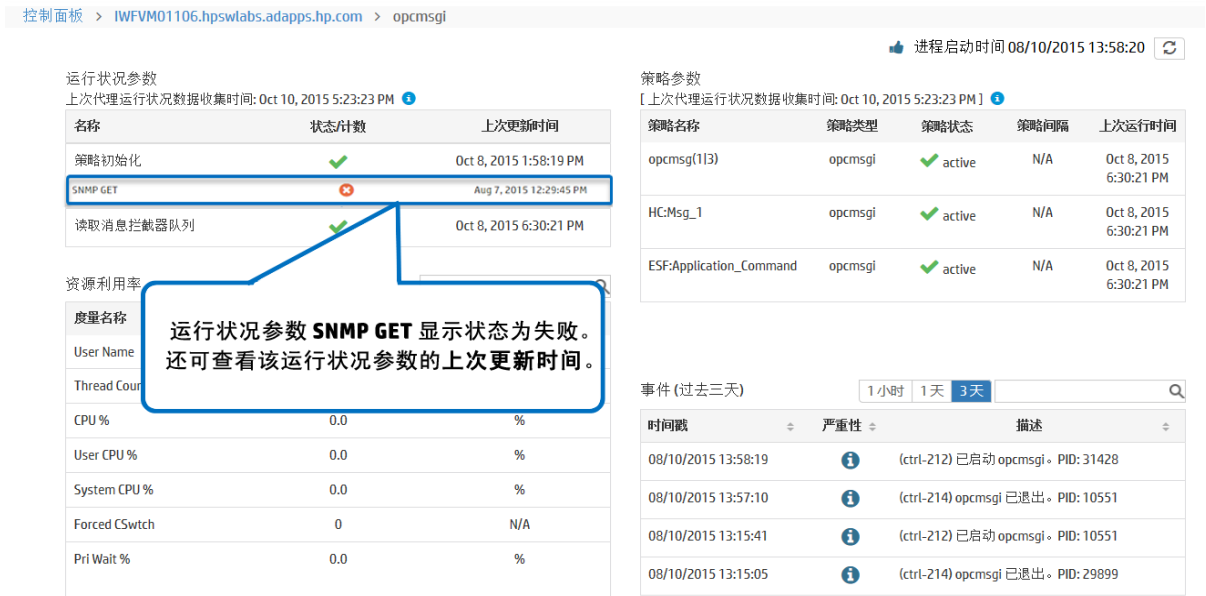 控制面板 > IWFVM01106.hpswlabs.adapps.hp.com > opcmsgi
进程启动时间 08/10/2015 13:58:20
运行状况参数
上次代理运行状况数据收集时间: Oct 10, 2015 5:23:23 PM
名称 状态/计数 上次更新时间
策略初始化 Oct 8, 2015 1:58:19 PM
SNMP GET Aug 7, 2015 12:29:45 PM
读取消息拦截器队列 Oct 8, 2015 6:30:21 PM
资源利用率
度量名称
User Name
Thread Coun
CPU % 0.0 %
User CPU % 0.0 %
System CPU % 0.0 %
Forced CSwtch 0 N/A
Pri Wait % 0.0 %
运行状况参数 SNMP GET 显示状态为失败。
还可查看该运行状况参数的上次更新时间。
策略参数
[ 上次代理运行状况数据收集时间: Oct 10, 2015 5:23:23 PM ]
策略名称 策略类型 策略状态 策略间隔 上次运行时间
opcmsg(1|3) opcmsgi active N/A Oct 8, 2015
6:30:21 PM
HC:Msg_1 opcmsgi active N/A Oct 8, 2015
6:30:21 PM
ESF:Application_Command opcmsgi active N/A Oct 8, 2015
6:30:21 PM
事件 (过去三天) 1小时 1天 3天
时间戳 严重性 描述
08/10/2015 13:58:19 (ctrl-212) 已启动 opcmsgi。PID: 31428
08/10/2015 13:57:10 (ctrl-214) opcmsgi 已退出。PID: 10551
08/10/2015 13:15:41 (ctrl-212) 已启动 opcmsgi。PID: 10551
08/10/2015 13:15:05 (ctrl-214) opcmsgi 已退出。PID: 29899